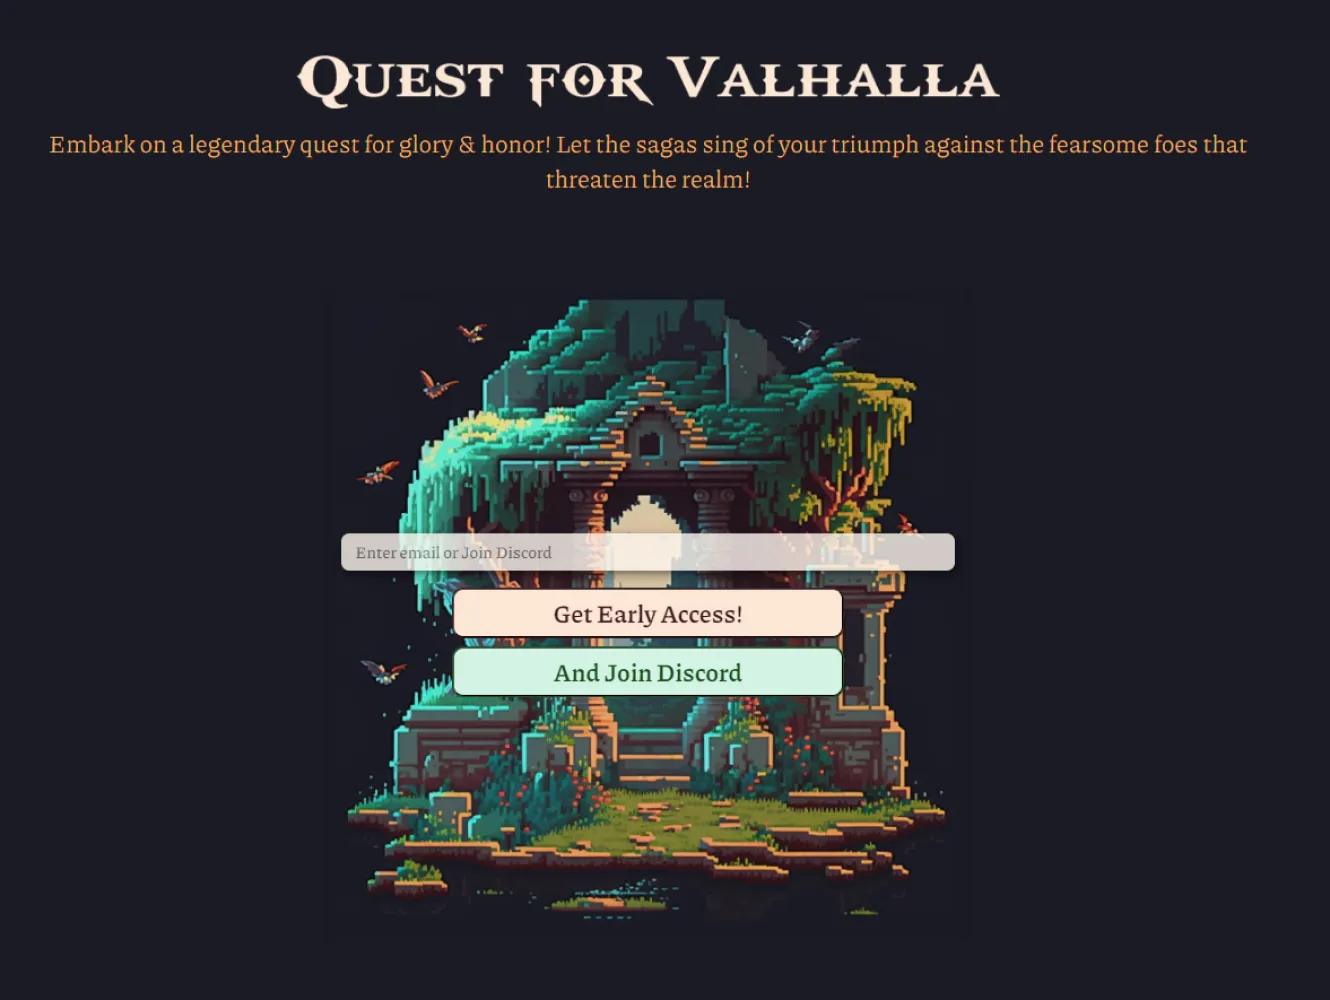 Quest for Valhalla
Embark on a legendary quest for glory & honor! Let the sagas sing of your triumph against the fearsome foes that
threaten the realm!
Enter email or Join Discord
Get Early Access!
And Join Discord